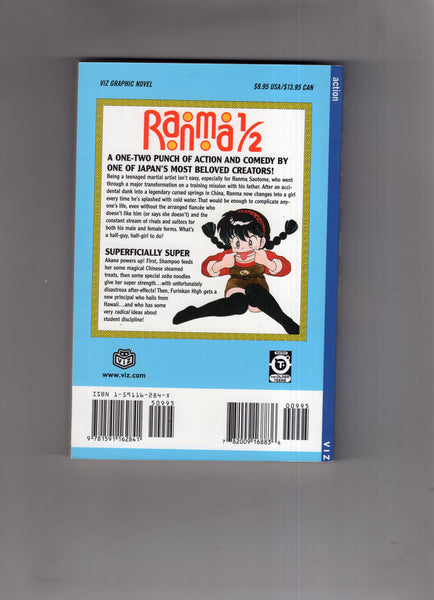 VIZ GRAPHIC NOVEL
$9.95 USA/$13.95 CAN
action
Ranma 1/2
A ONE-TWO PUNCH OF ACTION AND COMEDY BY
ONE OF JAPAN'S MOST BELOVED CREATORS!
Being a teenaged martial artist isn't easy, especially for Ranma Saotome, who went
through a major transformation on a training mission with his father. After an acci-
dental dunk into a legendary cursed springs in China, Ranma now changes into a girl
every time he's splashed with cold water. That would be enough to complicate any-
one's life, even without the arranged fiancée who
doesn't like him (or says she doesn't) and the
constant stream of rivals and suitors for
both his male and female forms. What's
a half-guy, half-girl to do?
SUPERFICIALLY SUPER
Akane powers up! First, Shampoo feeds
her some magical Chinese steamed
treats, then some special soba noodles
give her super strength...with unfortunately
disastrous after-effects! Then, Furinkan High gets a
new principal who hails from
Hawaii...and who has some
very radical ideas about
student discipline!
VIZ
www.viz.com
RATED
T+
FOR OLDER
TEENS
ISBN 1-59116-284-X
50995
9 781591 162841
00995
7 82009 16883 6
VIZ